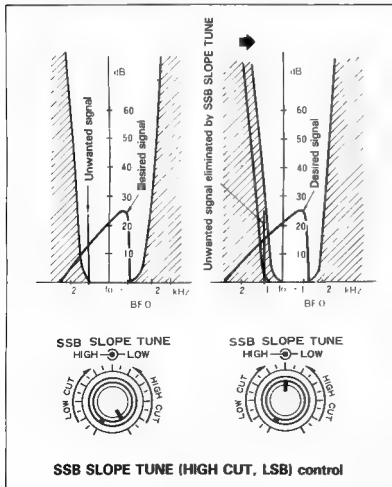 Unwanted signal
dB
60
50
40
30
20
10
Desired signal
2
1
fo
1
2
kHz
BFO
Unwanted signal eliminated by SSB SLOPE TUNE
dB
60
50
40
30
20
10
Desired signal
2
1
fo
1
2
kHz
BFO
SSB SLOPE TUNE
HIGH LOW
LOW CUT
HIGH CUT
SSB SLOPE TUNE
HIGH LOW
LOW CUT
HIGH CUT
SSB SLOPE TUNE (HIGH CUT, LSB) control